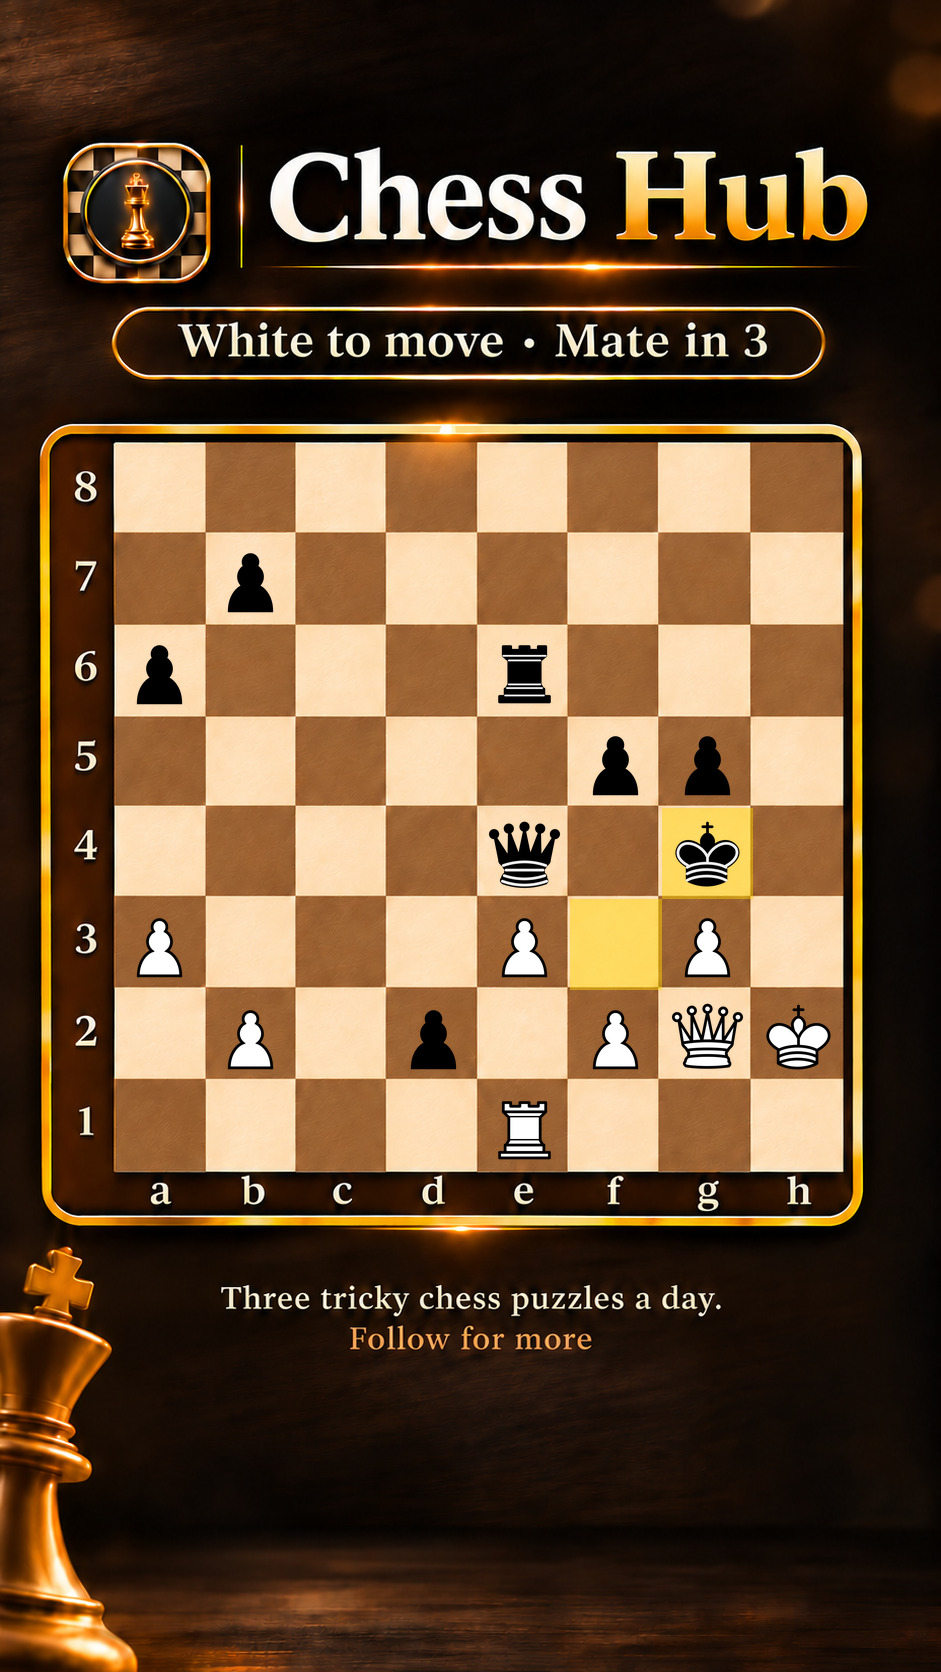 Chess Hub
White to move • Mate in 3
8
7
6
5
4
3
2
1
a b c d e f g h
Three tricky chess puzzles a day.
Follow for more